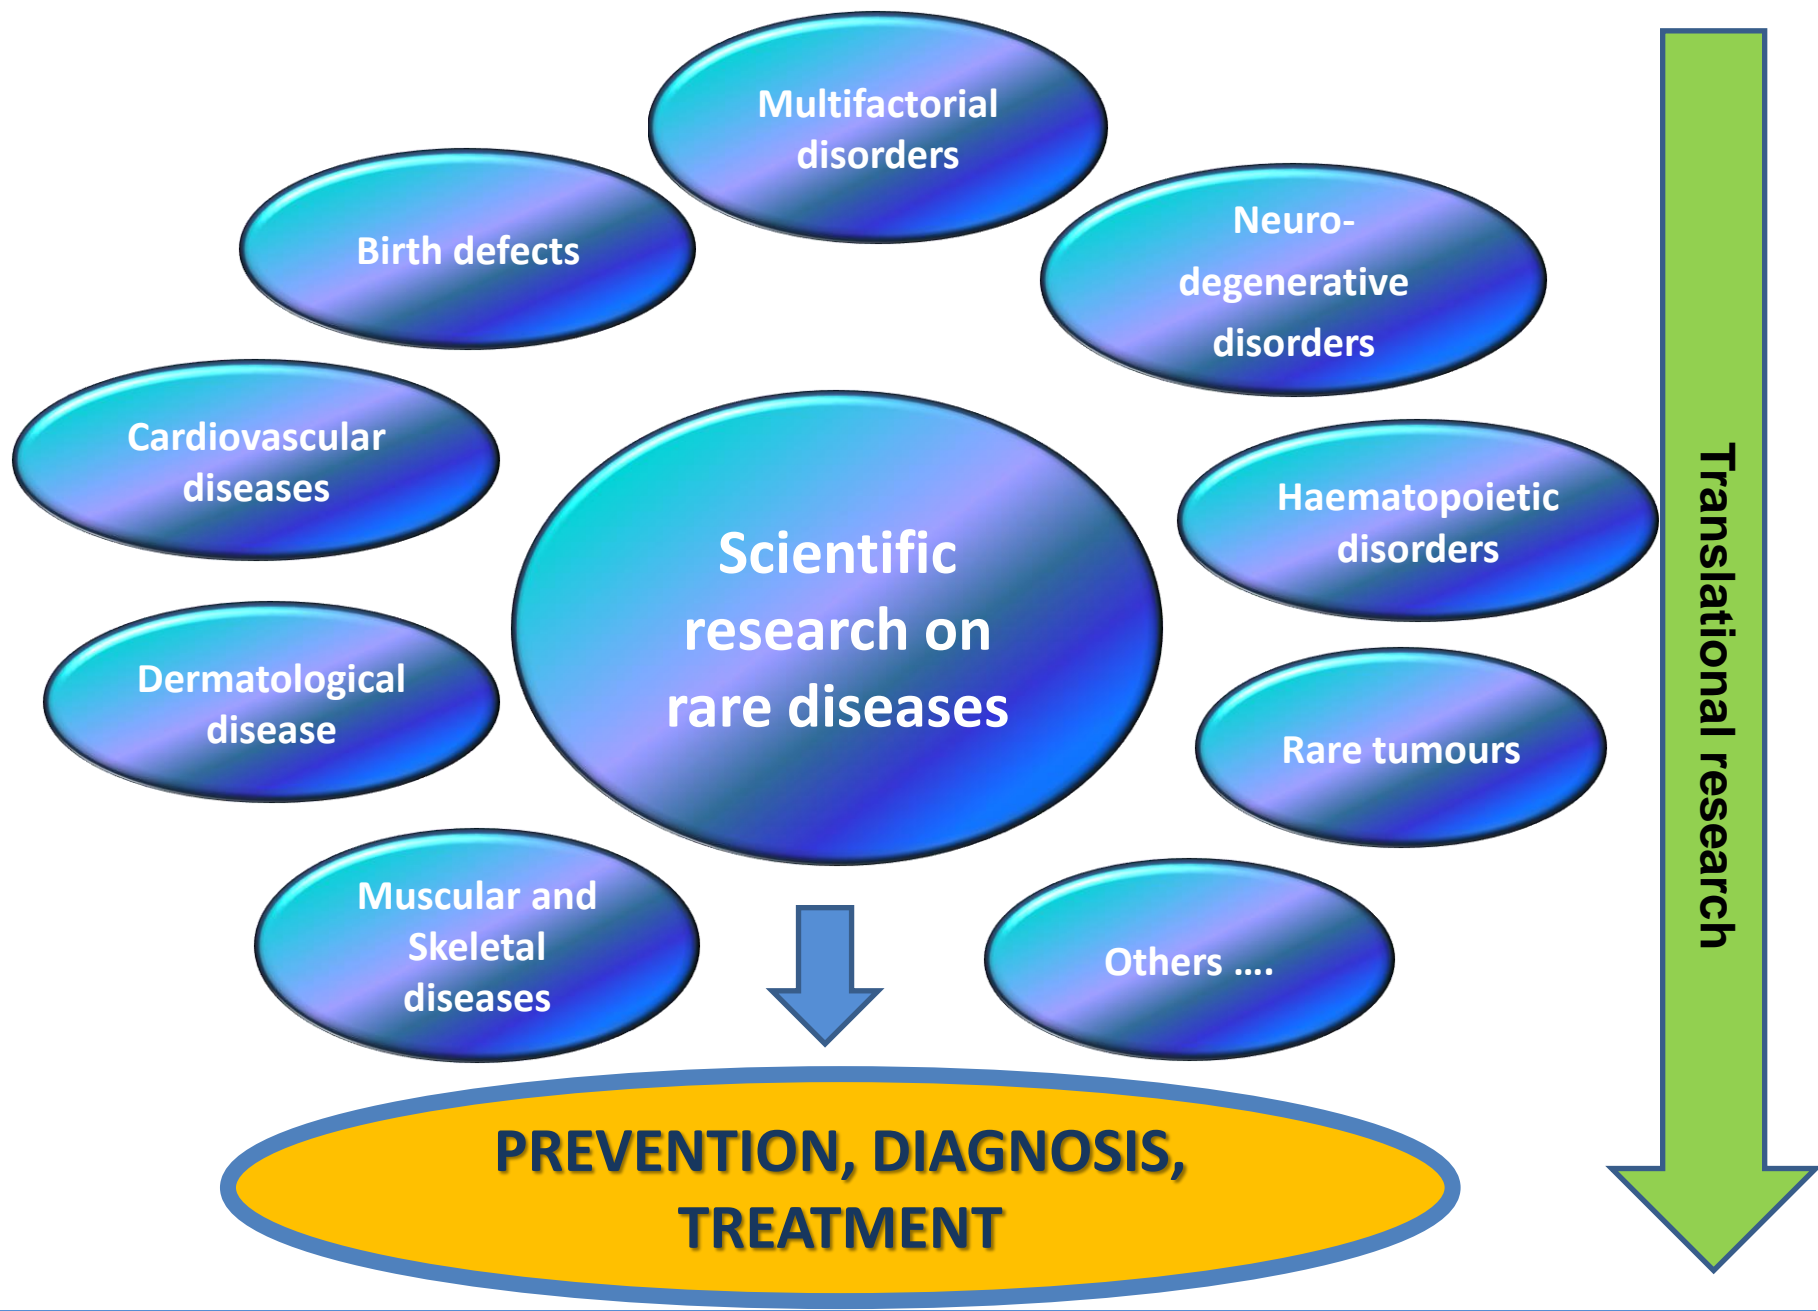 Multifactorial
disorders
Birth defects
Neuro-
degenerative
disorders
Cardiovascular
diseases
Haematopoietic
disorders
Scientific
research on
rare diseases
Dermatological
disease
Rare tumours
Muscular and
Skeletal
diseases
Others ....
PREVENTION, DIAGNOSIS,
TREATMENT
Translational research